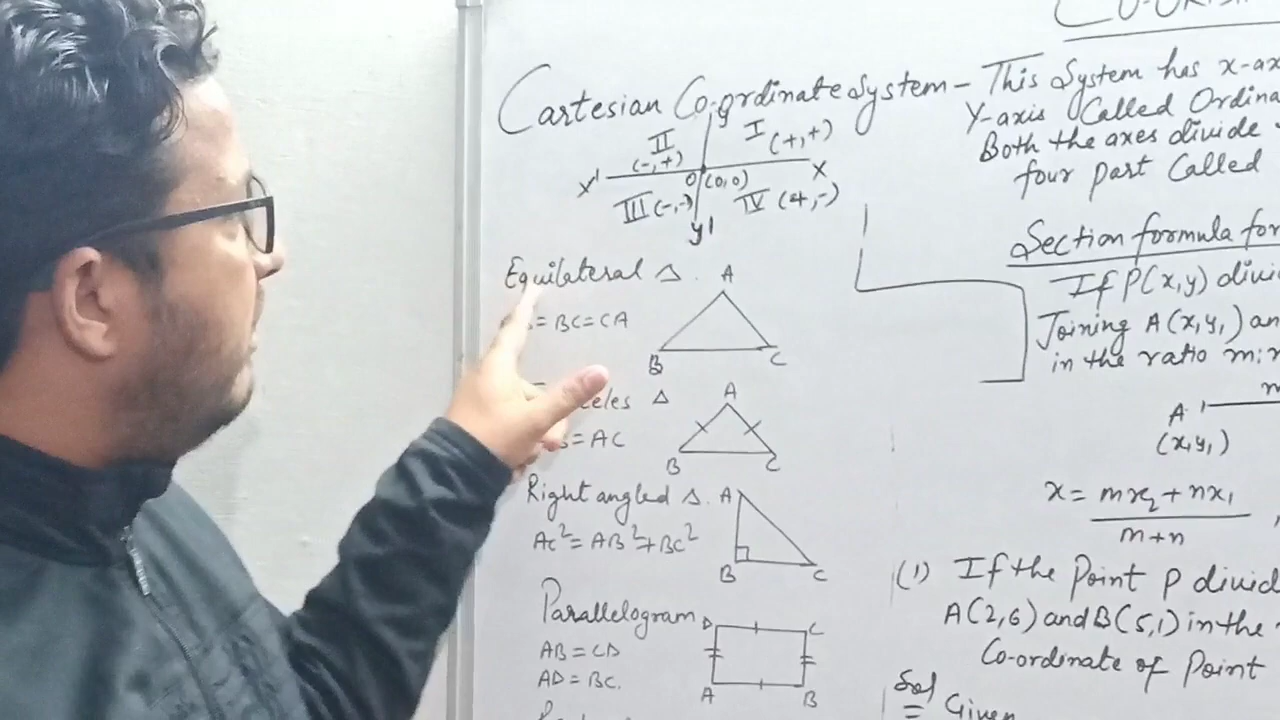 Cartesian Co-ordinate System - This System has x-ax
Y-axis Called Ordina
Both the axes divide
four part Called
II
(-,+)
I
(+,+)
X'
X
O (0,0)
III (-,-)
IV (+,-)
y'
Equilateral Δ.
= BC = CA
A
B
C
Δ
= AC
A
B
C
Right angled Δ.
AC² = AB² + BC²
A
B
C
Parallelogram
AB = CD
AD = BC.
D
C
A
B
Section formula for
If P(x,y) divi
Joining A(x,y₁) an
in the ratio m:n
A
(x,y₁)
x = mx₂ + nx₁
m+n
(1) If the Point P divid
A(2,6) and B(5,1) in the
Co-ordinate of Point
Sol
Given